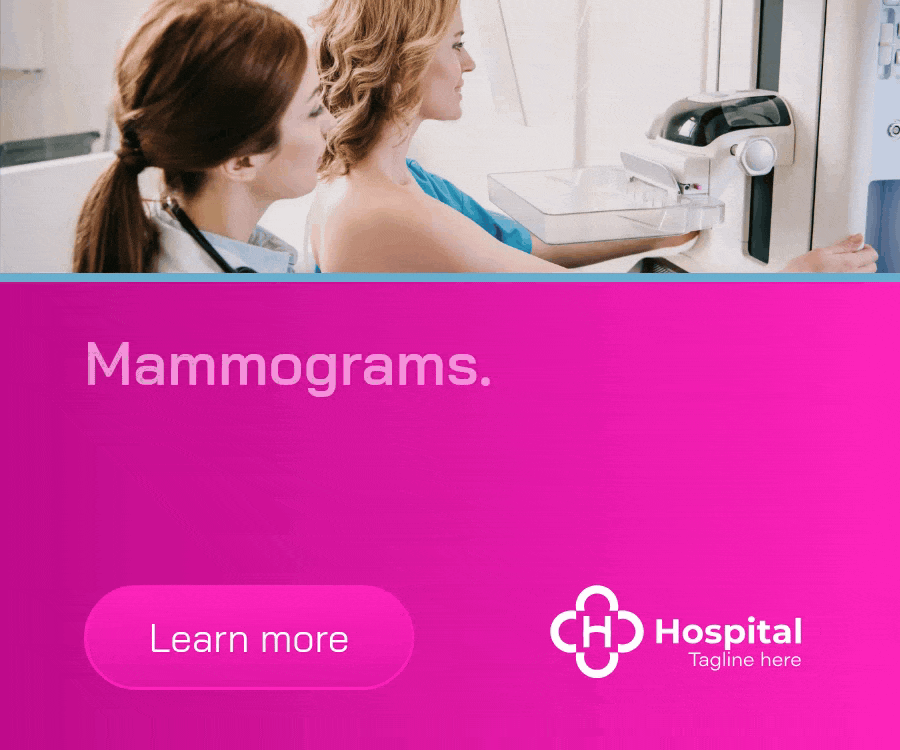 Mammograms.
Learn more
H
Hospital
Tagline here